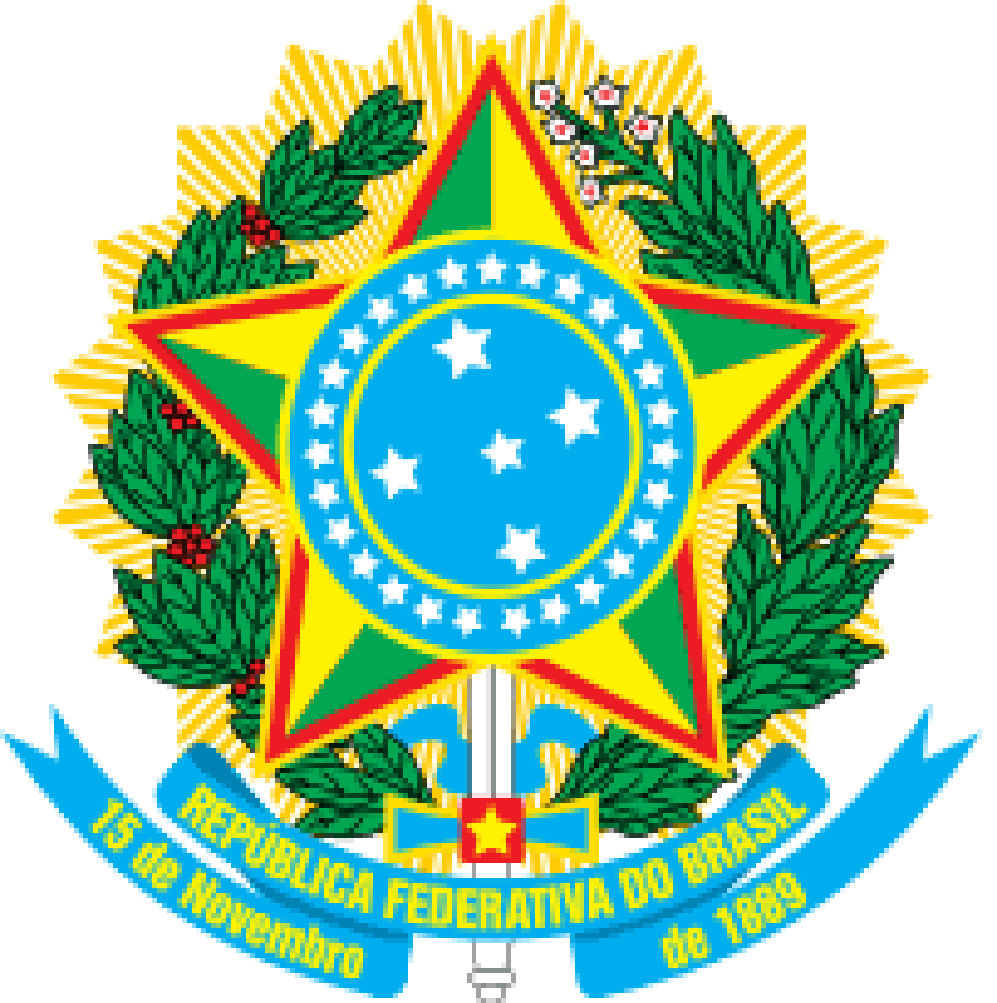 REPÚBLICA FEDERATIVA DO BRASIL
15 de Novembro de 1889